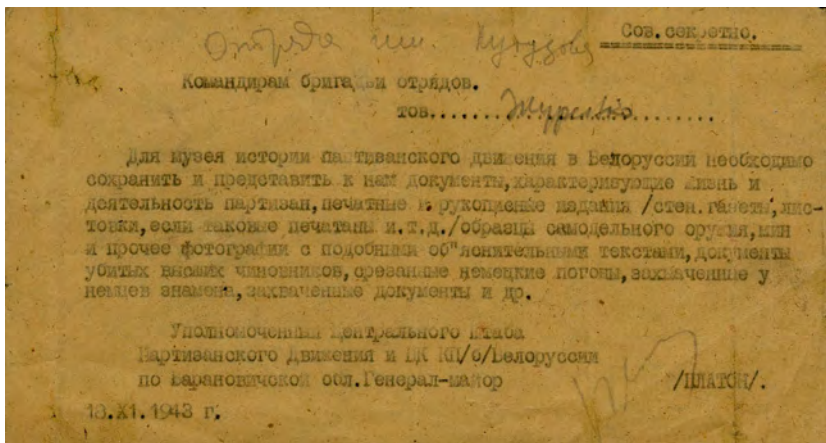 Сов.секретно.
Отряда им. Кутузова
Командирам бригад и отрядов.
тов.......Журелко.........
Для музея истории партизанского движения в Белоруссии необходимо
сохранить и представить к нам документы,характеризующие жизнь и
деятельность партизан,печатные и рукописные издания /стен.газеты,лис-
товки,если таковые печатаны и.т.д./образцы самодельного оружия,мин
и прочее фотографии с подобными об"яснительными текстами,документы
убитых высших чиновников,срезанные немецкие погоны,захваченные у
немцев знамена,захваченные документы и др.
Уполномоченный Центрального Штаба
Партизанского Движения и ЦК КП/б/Белоруссии
по Барановичской обл.Генерал-майор /ПЛАТОН/.
18.XI.1943 г.